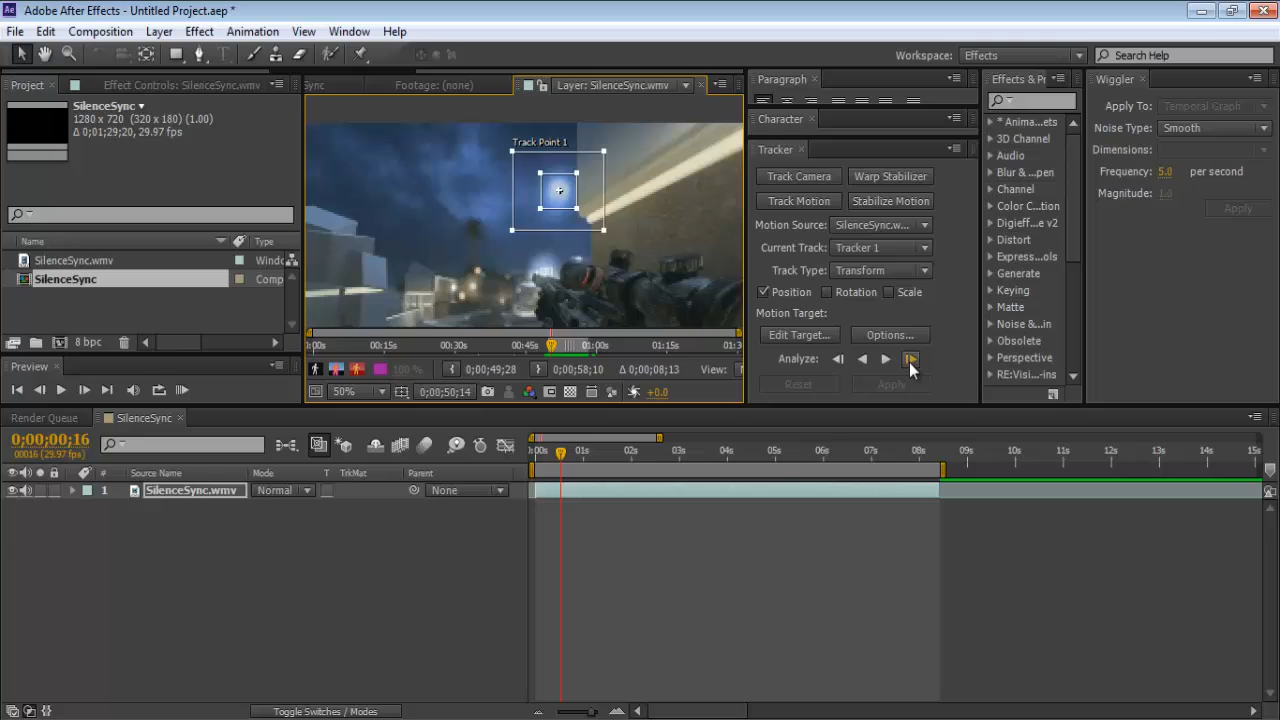 Adobe After Effects - Untitled Project.aep *
File Edit Composition Layer Effect Animation View Window Help
Workspace: Effects Search Help
Project Effect Controls: SilenceSync.wmv Sync Footage: (none) Layer: SilenceSync.wmv Paragraph Effects & Pr Wiggler
SilenceSync▼
1280 x 720 (320 x 180) (1.00)
Δ 0;01;29;20, 29.97 fps
Character
Tracker
Track Camera Warp Stabilizer
Track Motion Stabilize Motion
Motion Source: SilenceSync.w...
Current Track: Tracker 1
Track Type: Transform
Position Rotation Scale
Motion Target:
Edit Target... Options...
Analyze:
Reset Apply
* Anima...ets
3D Channel
Audio
Blur & ...pen
Channel
Color C...tion
Digieff...e v2
Distort
Express...ols
Generate
Keying
Matte
Noise &...in
Obsolete
Perspective
RE:Visi...-ins
Apply To: Temporal Graph
Noise Type: Smooth
Dimensions:
Frequency: 5.0 per second
Magnitude: 1.0
Apply
Track Point 1
Name Type
SilenceSync.wmv Windo
SilenceSync Comp
8 bpc
Preview
:00s 00:15s 00:30s 00:45s 01:00s 01:15s 01:3
100 % 0;00;49;28 0;00;58;10 Δ 0;00;08;13 View:
50% 0;00;50;14 +0.0
Render Queue SilenceSync
0;00;00;16
00016 (29.97 fps)
:00s 01s 02s 03s 04s 05s 06s 07s 08s 09s 10s 11s 12s 13s 14s 15s
# Source Name Mode T TrkMat Parent
1 SilenceSync.wmv Normal None
Toggle Switches / Modes